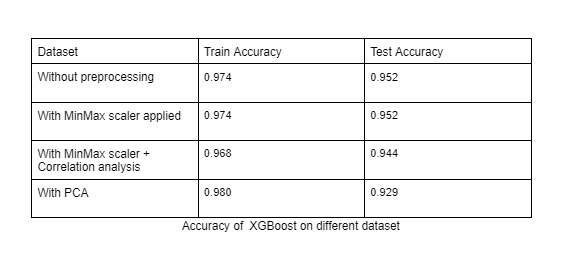 Dataset Train Accuracy Test Accuracy
Without preprocessing 0.974 0.952
With MinMax scaler applied 0.974 0.952
With MinMax scaler + 0.968 0.944
Correlation analysis
With PCA 0.980 0.929
Accuracy of XGBoost on different dataset